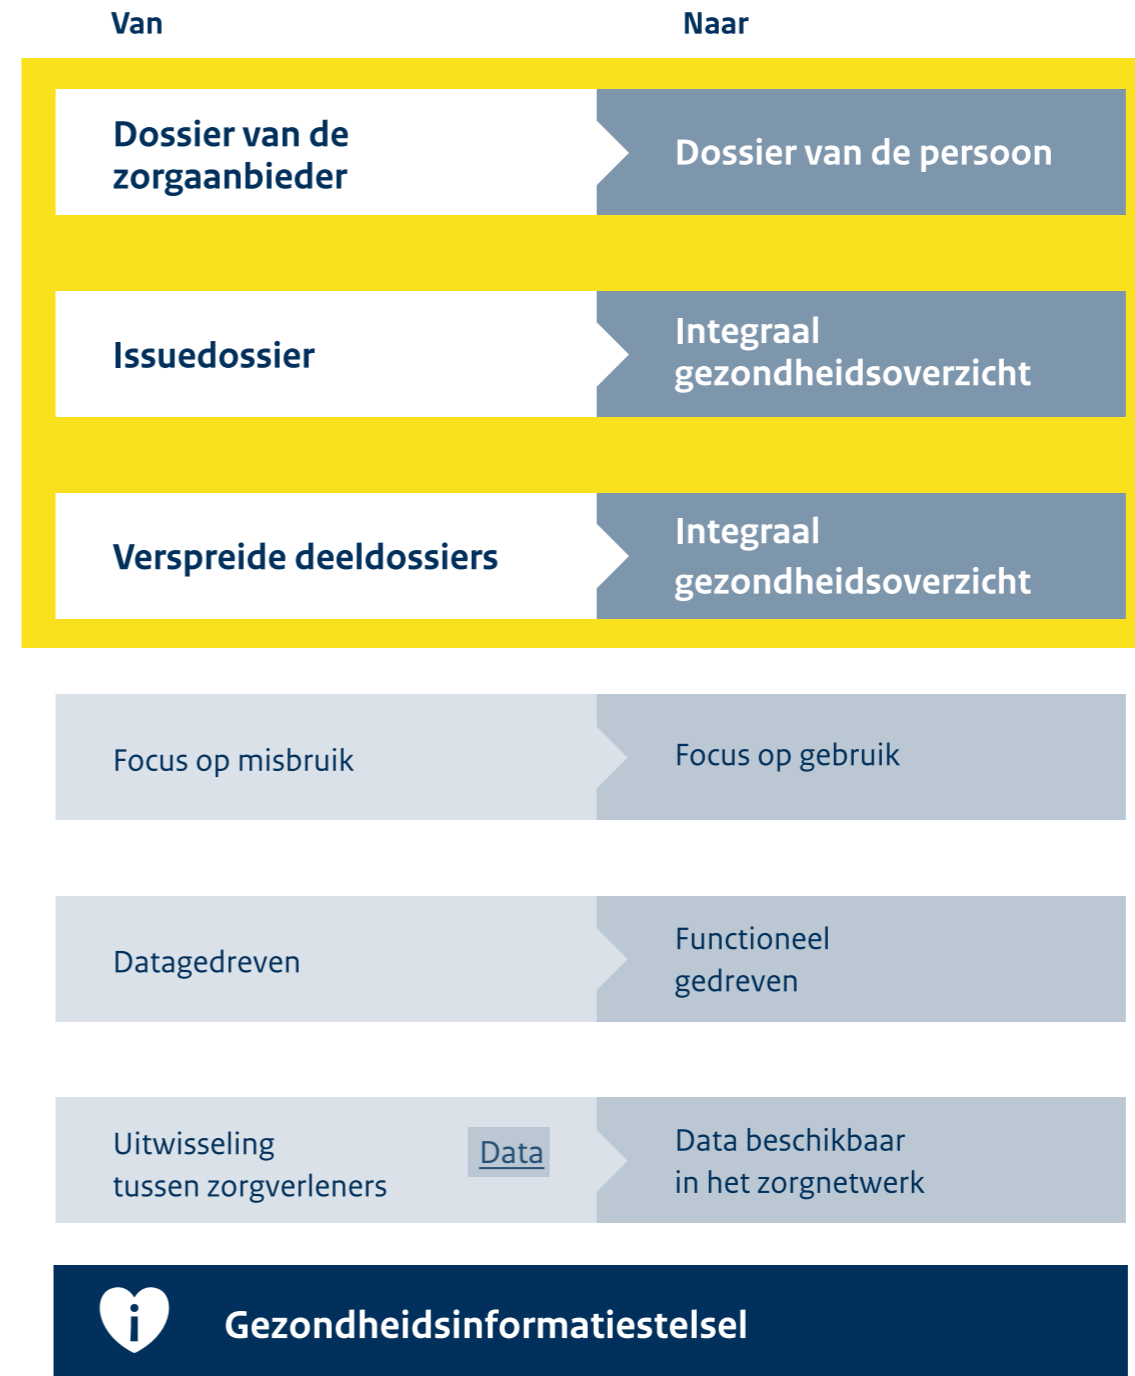 Van
Naar
Dossier van de
zorgaanbieder
Dossier van de persoon
Issuedossier
Integraal
gezondheidsoverzicht
Verspreide deeldossiers
Integraal
gezondheidsoverzicht
Focus op misbruik
Focus op gebruik
Datagedreven
Functioneel
gedreven
Uitwisseling
tussen zorgverleners
Data
Data beschikbaar
in het zorgnetwerk
i
Gezondheidsinformatiestelsel